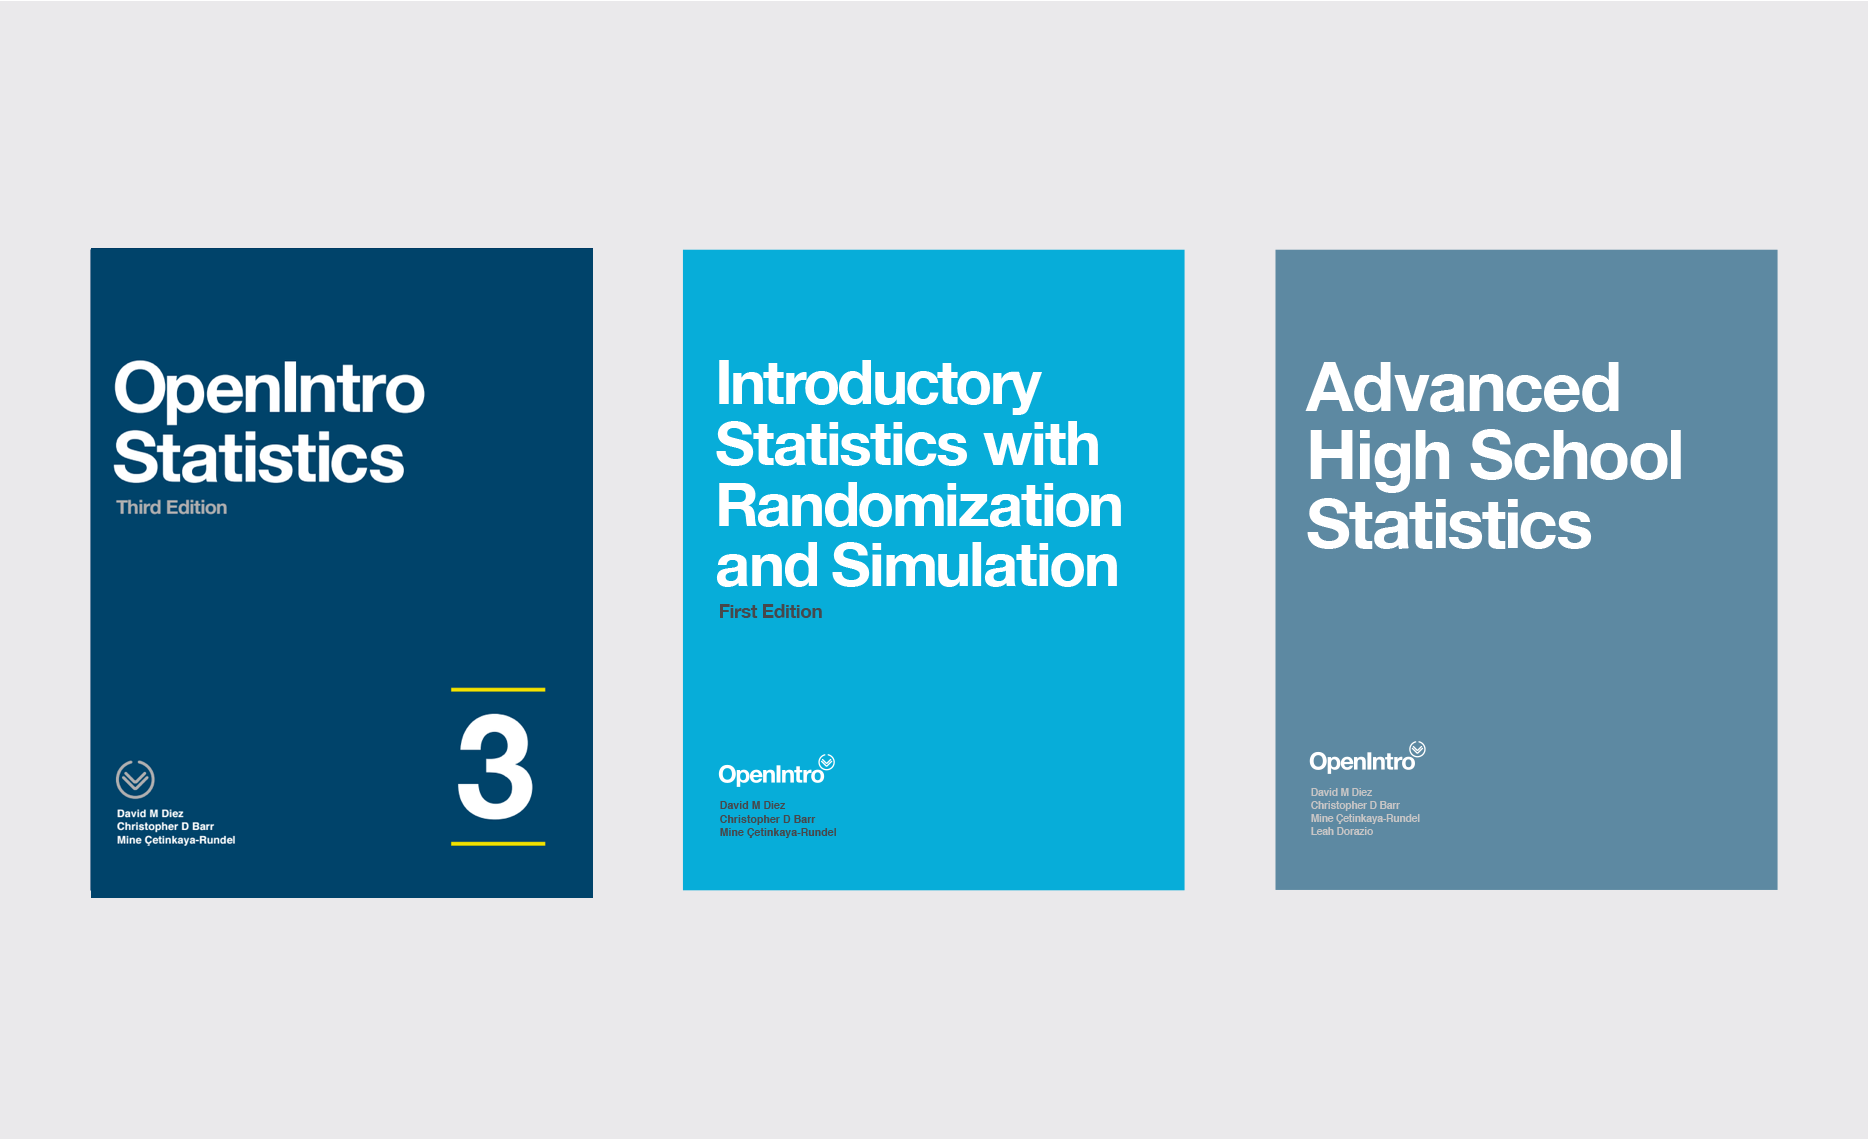 OpenIntro
Statistics
Third Edition
3
David M Diez
Christopher D Barr
Mine Çetinkaya-Rundel
Introductory
Statistics with
Randomization
and Simulation
First Edition
OpenIntro
David M Diez
Christopher D Barr
Mine Çetinkaya-Rundel
Advanced
High School
Statistics
OpenIntro
David M Diez
Christopher D Barr
Mine Çetinkaya-Rundel
Leah Dorazio